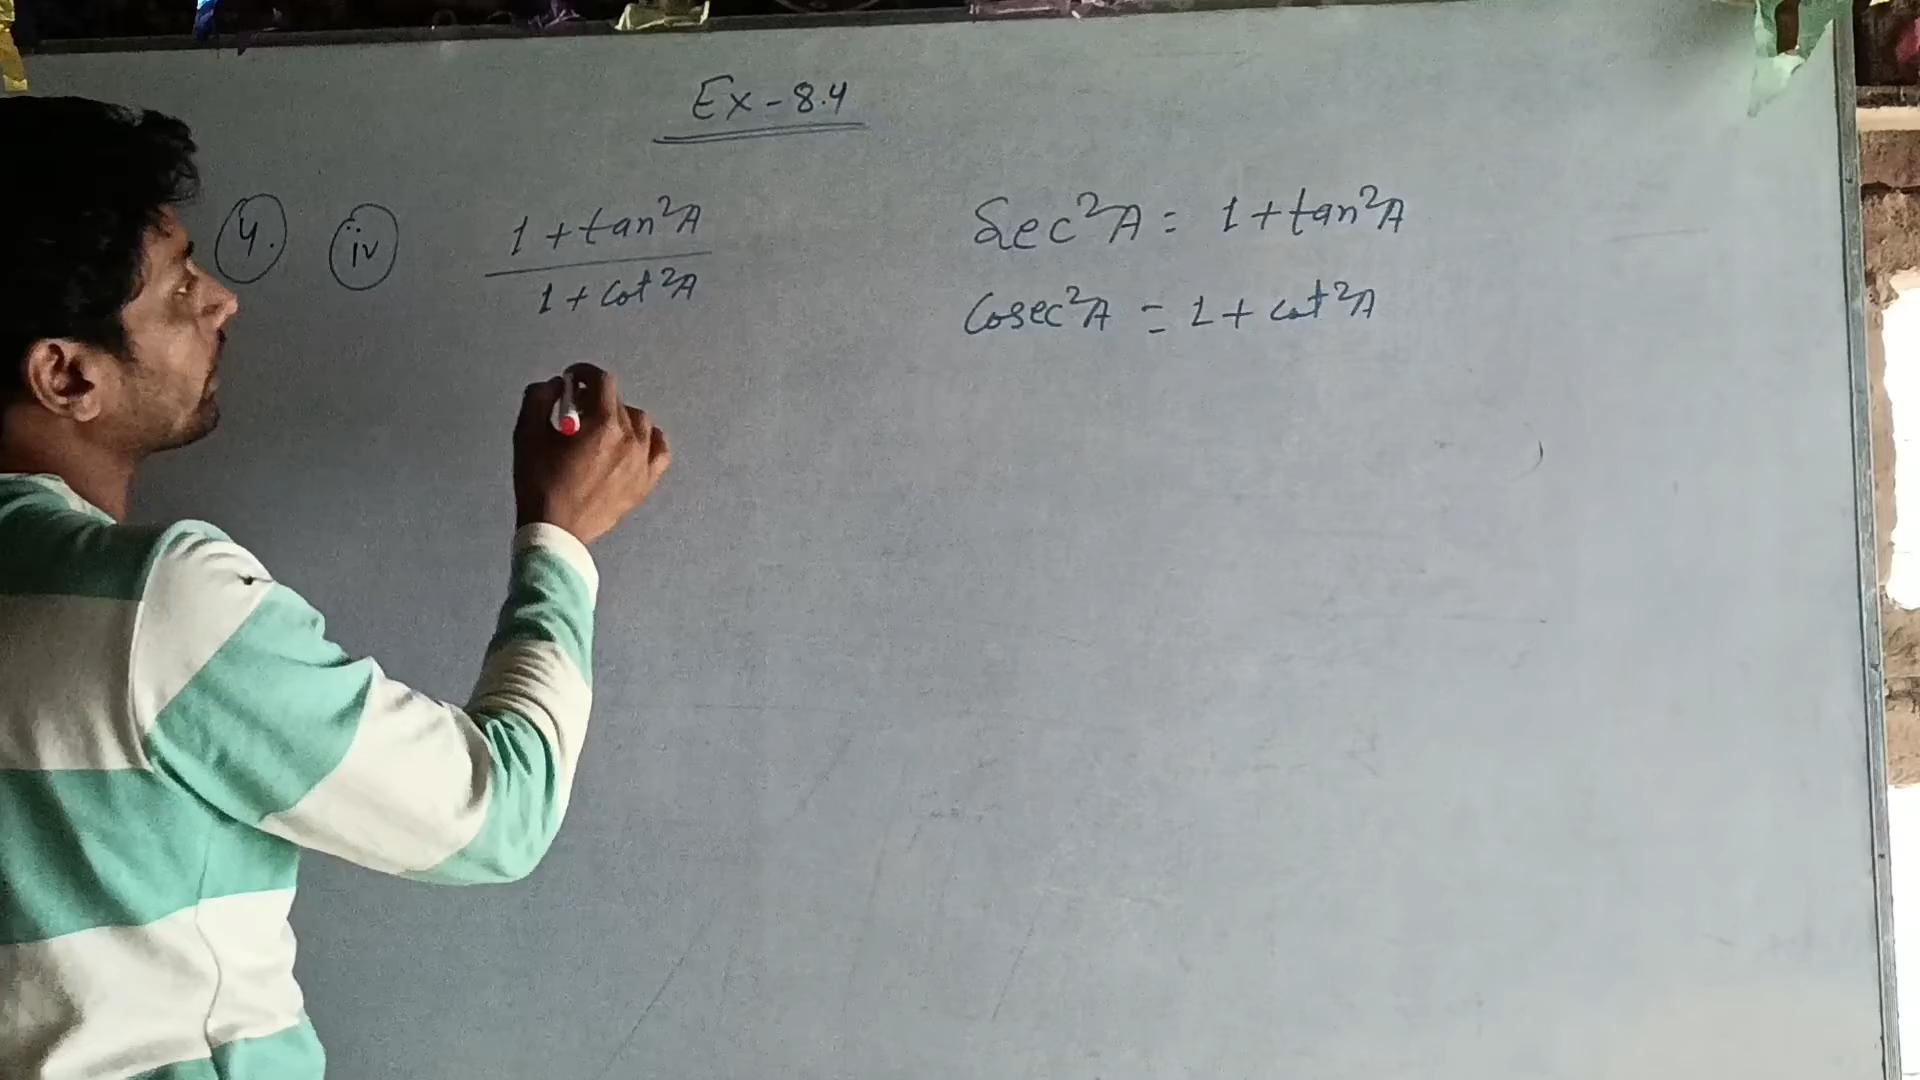 Ex - 8.4
4. iv 1 + tan²A / 1 + cot²A
Sec²A = 1 + tan²A
Cosec²A = 1 + cot²A